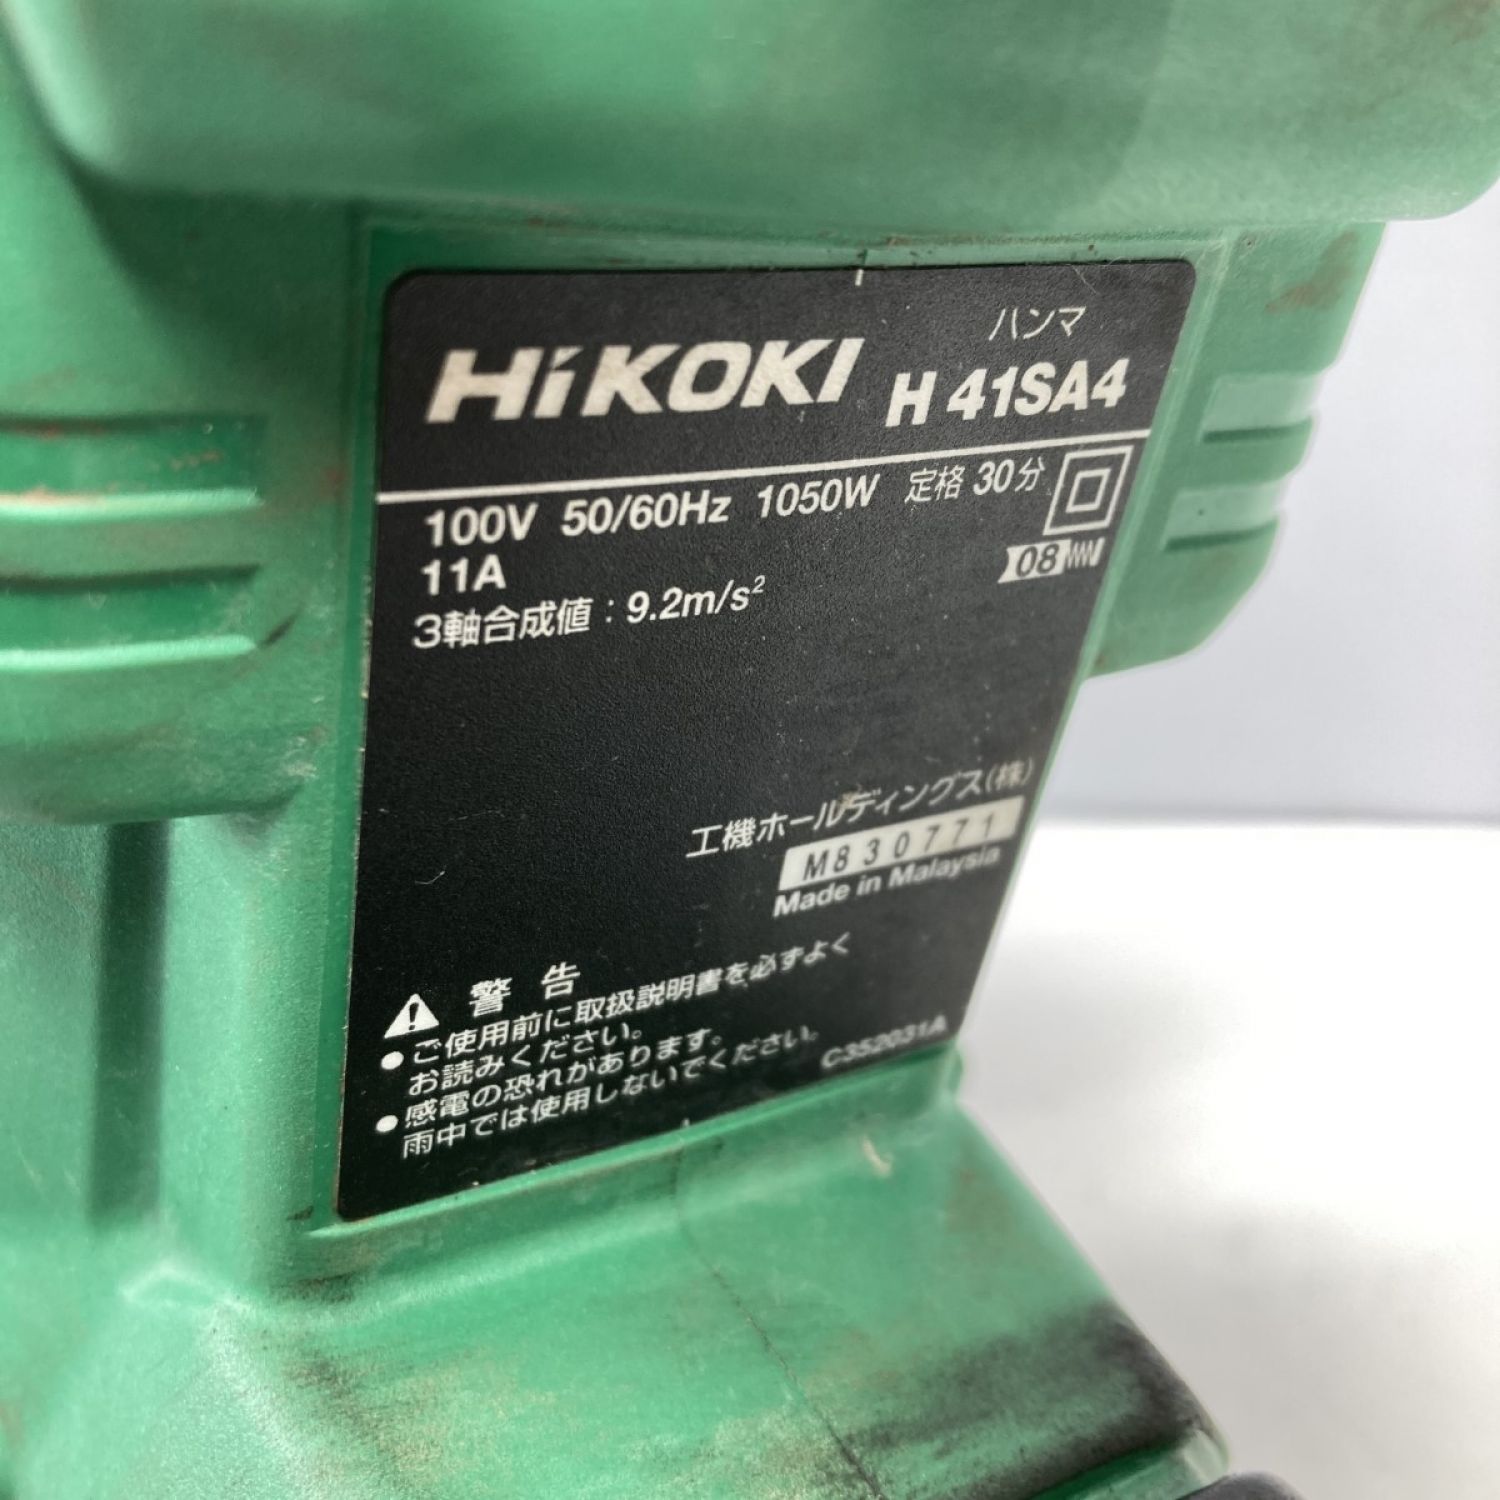 HiKOKI
ハンマ
H 41SA4
100V 50/60Hz 1050W 定格 30分
11A
08
3軸合成値：9.2m/s²
工機ホールディングス(株)
M830771
Made in Malaysia
警告
●ご使用前に取扱説明書を必ずよく
お読みください。
●感電の恐れがあります。
雨中では使用しないでください。
C352031A